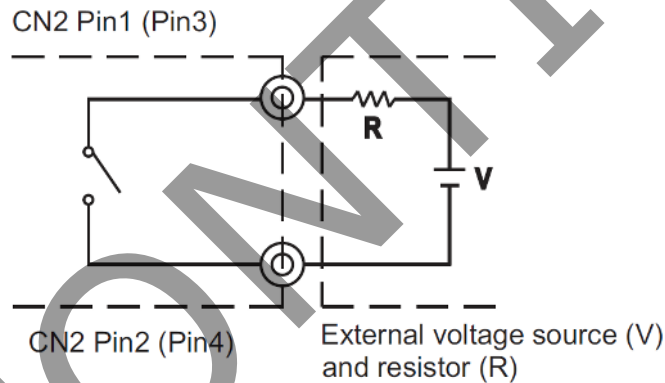 CN2 Pin1 (Pin3)
R
V
CN2 Pin2 (Pin4)
External voltage source (V)
and resistor (R)